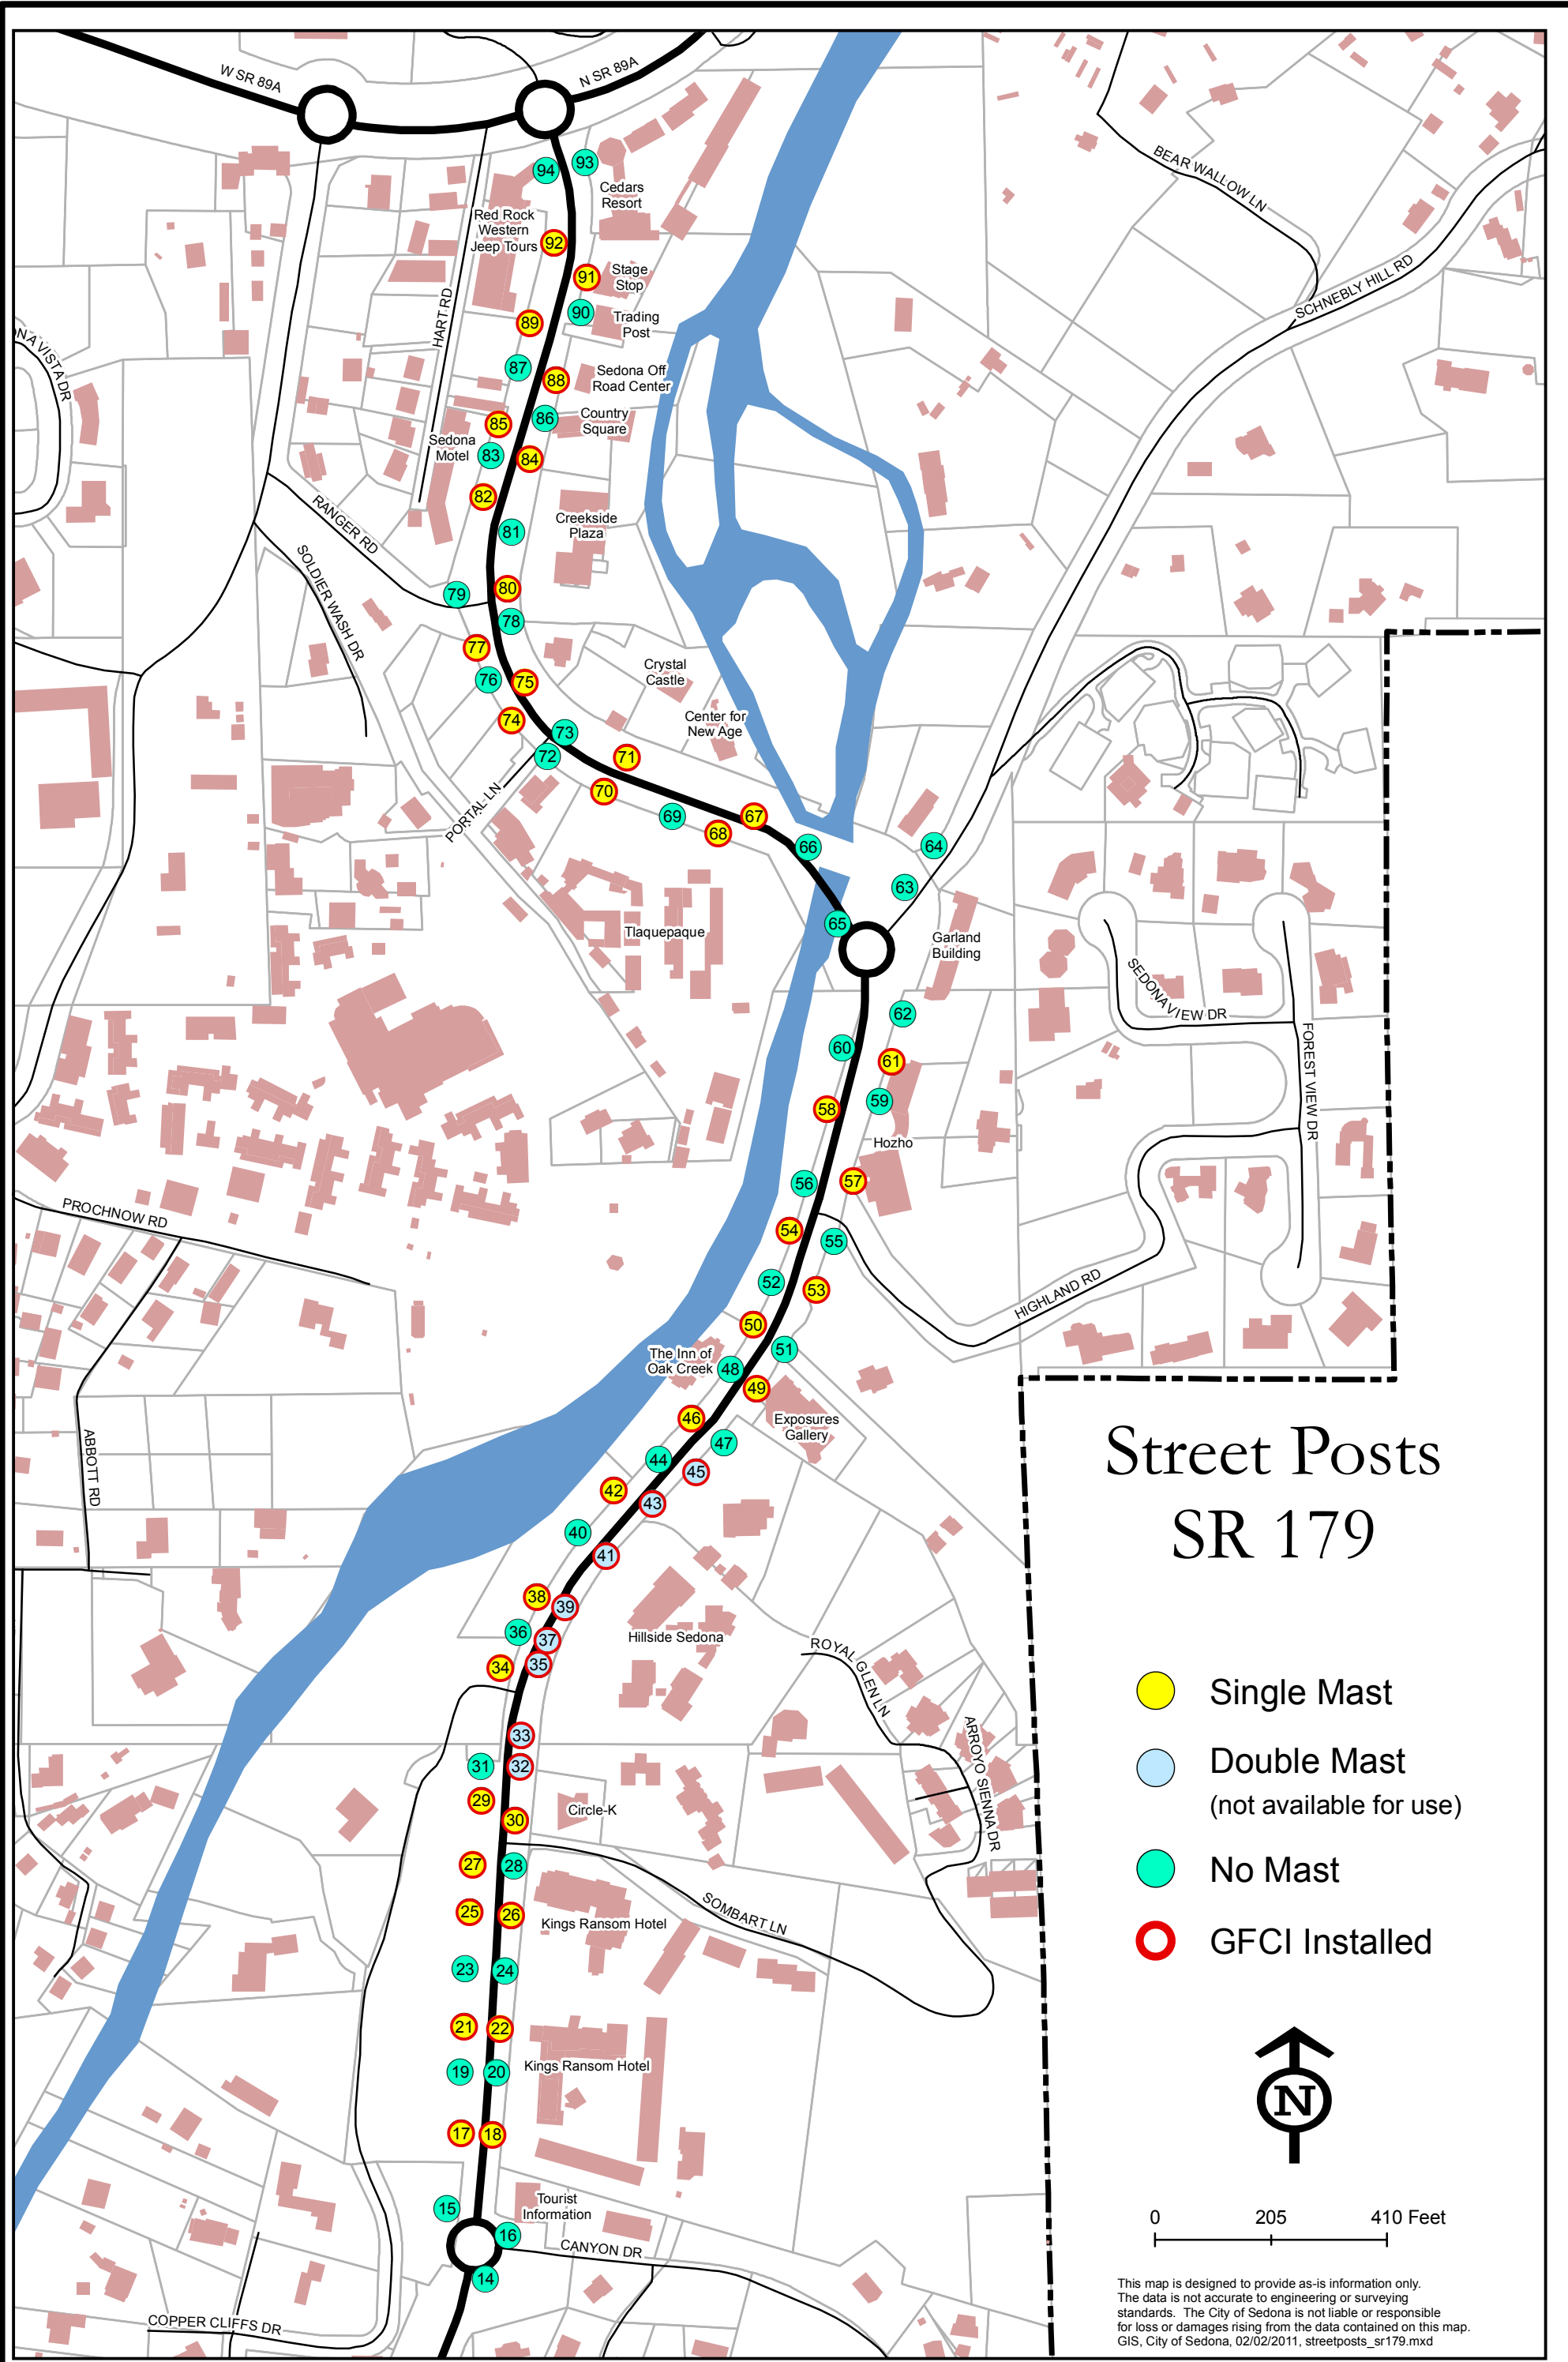 W SR 89A
N SR 89A
94
93
Cedars
Resort
BEAR WALLOW LN
Red Rock
Western
Jeep Tours
92
91
Stage
Stop
SCHNEBLY HILL RD
HART RD
89
90
Trading
Post
87
88
Sedona Off
Road Center
85
86
Country
Square
Sedona
Motel
83
84
82
RANGER RD
81
Creekside
Plaza
SOLDIER WASH DR
79
80
78
77
76
75
Crystal
Castle
74
73
Center for
New Age
72
71
PORTAL LN
70
69
68
67
66
64
63
65
Tlaquepaque
Garland
Building
SEDONA VIEW DR
62
60
61
FOREST VIEW DR
58
59
Hozho
56
57
PROCHNOW RD
54
55
52
53
HIGHLAND RD
50
51
The Inn of
Oak Creek
48
49
46
47
Exposures
Gallery
ABBOTT RD
44
45
42
43
40
41
38
39
36
37
Hillside Sedona
34
35
ROYAL GLEN LN
ARROYO SIENNA DR
33
31
32
29
30
Circle-K
27
28
25
26
Kings Ransom Hotel
SOMBART LN
23
24
21
22
19
20
Kings Ransom Hotel
17
18
15
Tourist
Information
16
CANYON DR
14
COPPER CLIFFS DR
Street Posts
SR 179
Single Mast
Double Mast
(not available for use)
No Mast
GFCI Installed
N
0 205 410 Feet
This map is designed to provide as-is information only.
The data is not accurate to engineering or surveying
standards. The City of Sedona is not liable or responsible
for loss or damages rising from the data contained on this map.
GIS, City of Sedona, 02/02/2011, streetposts_sr179.mxd